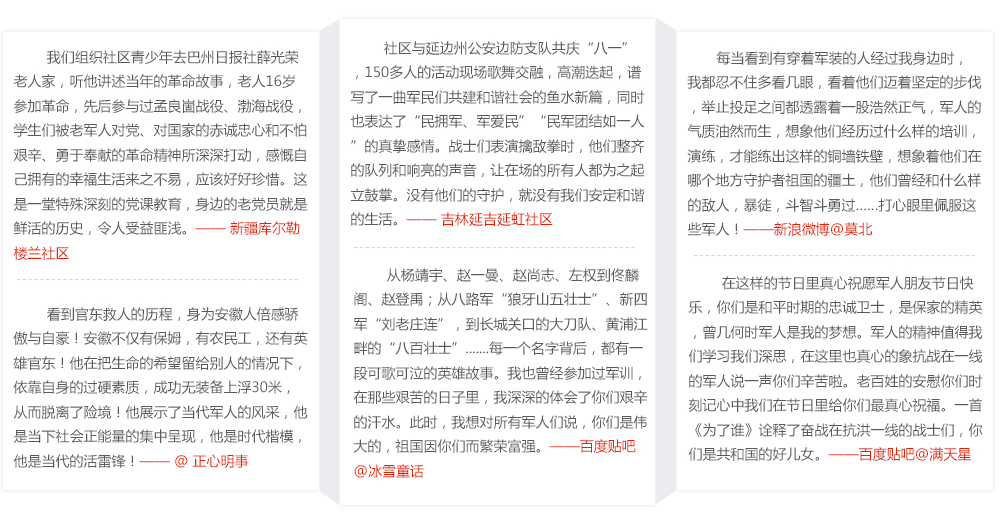 我们组织社区青少年去巴州日报社薛光荣
老人家，听他讲述当年的革命故事，老人16岁
参加革命，先后参与过孟良崮战役、渤海战役，
学生们被老军人对党、对国家的赤诚忠心和不怕
艰辛、勇于奉献的革命精神所深深打动，感慨自
己拥有的幸福生活来之不易，应该好好珍惜。这
是一堂特殊深刻的党课教育，身边的老党员就是
鲜活的历史，令人受益匪浅。—— 新疆库尔勒
楼兰社区
看到官东救人的历程，身为安徽人倍感骄
傲与自豪！安徽不仅有保姆，有农民工，还有英
雄官东！他在把生命的希望留给别人的情况下，
依靠自身的过硬素质，成功无装备上浮30米，
从而脱离了险境！他展示了当代军人的风采，他
是当下社会正能量的集中呈现，他是时代楷模，
他是当代的活雷锋！—— @ 正心明事
社区与延边州公安边防支队共庆“八一”
，150多人的活动现场歌舞交融，高潮迭起，谱
写了一曲军民们共建和谐社会的鱼水新篇，同时
也表达了“民拥军、军爱民” “民军团结如一人
”的真挚感情。战士们表演擒敌拳时，他们整齐
的队列和响亮的声音，让在场的所有人都为之起
立鼓掌。没有他们的守护，就没有我们安定和谐
的生活。—— 吉林延吉延虹社区
从杨靖宇、赵一曼、赵尚志、左权到佟麟
阁、赵登禹；从八路军“狼牙山五壮士”、新四
军“刘老庄连”，到长城关口的大刀队、黄浦江
畔的“八百壮士”.......每一个名字背后，都有一
段可歌可泣的英雄故事。我也曾经参加过军训，
在那些艰苦的日子里，我深深的体会了你们艰辛
的汗水。此时，我想对所有军人们说，你们是伟
大的，祖国因你们而繁荣富强。——百度贴吧
@冰雪童话
每当看到有穿着军装的人经过我身边时，
我都忍不住多看几眼，看着他们迈着坚定的步伐
，举止投足之间都透露着一股浩然正气，军人的
气质油然而生，想象他们经历过什么样的培训，
演练，才能练出这样的铜墙铁壁，想象着他们在
哪个地方守护者祖国的疆土，他们曾经和什么样
的敌人，暴徒，斗智斗勇过......打心眼里佩服这
些军人！——新浪微博@莫北
在这样的节日里真心祝愿军人朋友节日快
乐，你们是和平时期的忠诚卫士，是保家的精英
，曾几何时军人是我的梦想。军人的精神值得我
们学习我们深思，在这里也真心的象抗战在一线
的军人说一声你们辛苦啦。老百姓的安慰你们时
刻记心中我们在节日里给你们最真心祝福。一首
《为了谁》诠释了奋战在抗洪一线的战士们，你
们是共和国的好儿女。——百度贴吧@满天星